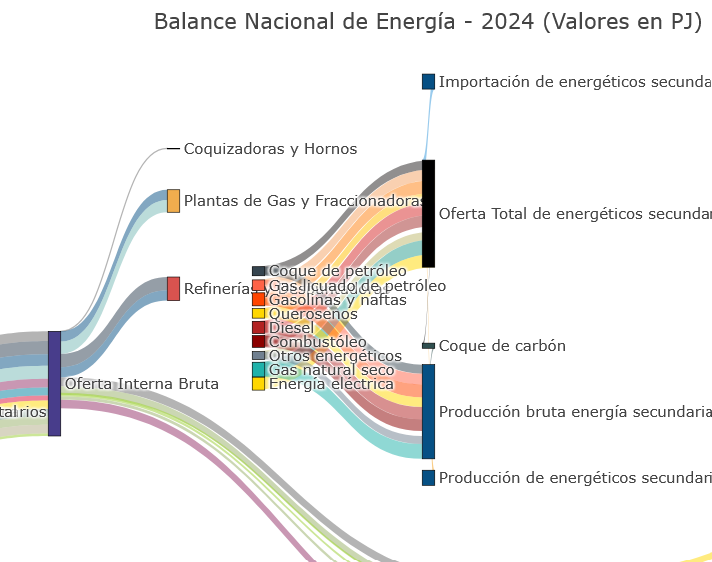 Balance Nacional de Energía - 2024 (Valores en PJ)
Importación de energéticos secunda
Coquizadoras y Hornos
Plantas de Gas y Fraccionadoras
Oferta Total de energéticos secundar
Coque de petróleo
Gas licuado de petróleo
Refinerías y
Gasolinas y naftas
Querosenos
Diesel
Combustóleo
Coque de carbón
Otros energéticos
Gas natural seco
Oferta Interna Bruta
Energía eléctrica
Producción bruta energía secundaria
Producción de energéticos secundari